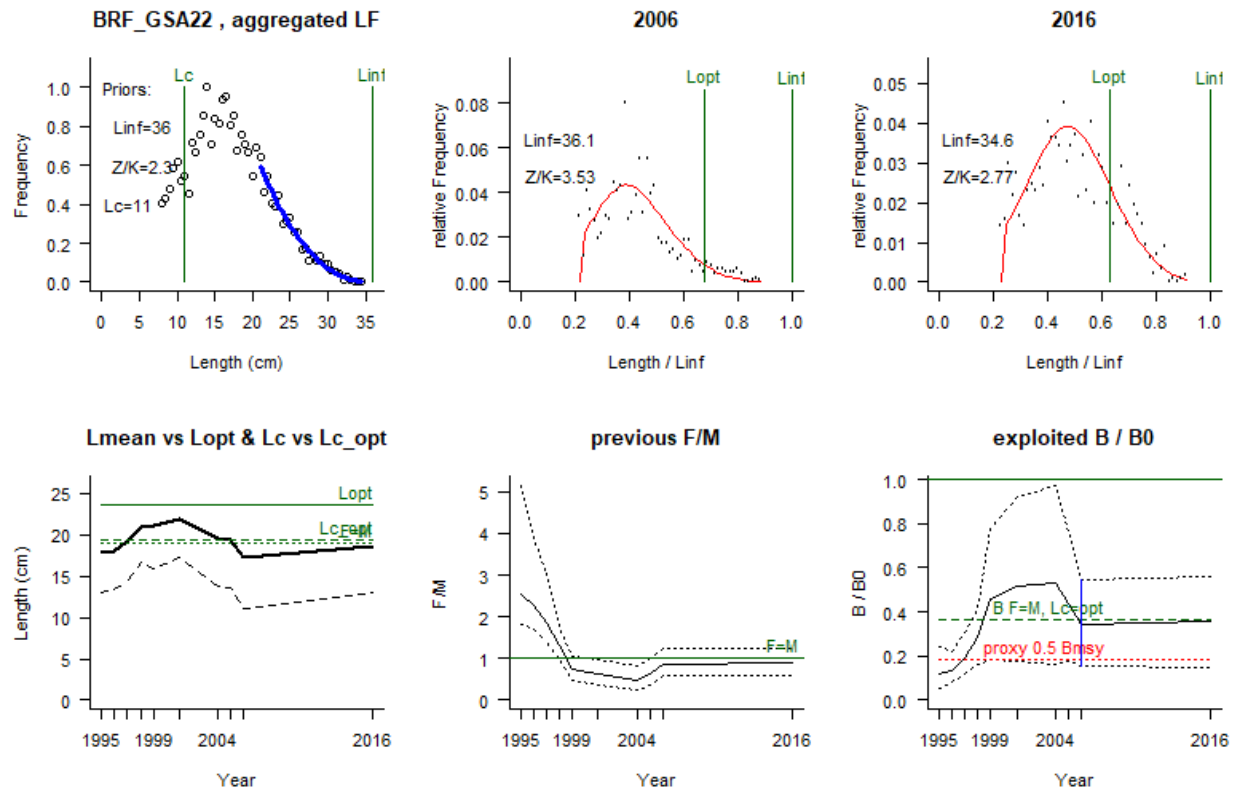 BRF_GSA22 , aggregated LF
Frequency
1.0
0.8
0.6
0.4
0.2
0.0
Priors:
Linf=36
Z/K=2.3
Lc=11
Lc
Linf
0 5 10 15 20 25 30 35
Length (cm)
2006
relative Frequency
0.08
0.06
0.04
0.02
0.00
Linf=36.1
Z/K=3.53
Lopt
Linf
0.0 0.2 0.4 0.6 0.8 1.0
Length / Linf
2016
relative Frequency
0.05
0.04
0.03
0.02
0.01
0.00
Linf=34.6
Z/K=2.77
Lopt
Linf
0.0 0.2 0.4 0.6 0.8 1.0
Length / Linf
Lmean vs Lopt & Lc vs Lc_opt
Length (cm)
25
20
15
10
5
0
Lopt
Lc_opt
F=M
1995 1999 2004 2016
Year
previous F/M
F/M
5
4
3
2
1
0
F=M
1995 1999 2004 2016
Year
exploited B / B0
B / B0
1.0
0.8
0.6
0.4
0.2
0.0
B F=M, Lc=opt
proxy 0.5 Bmsy
1995 1999 2004 2016
Year